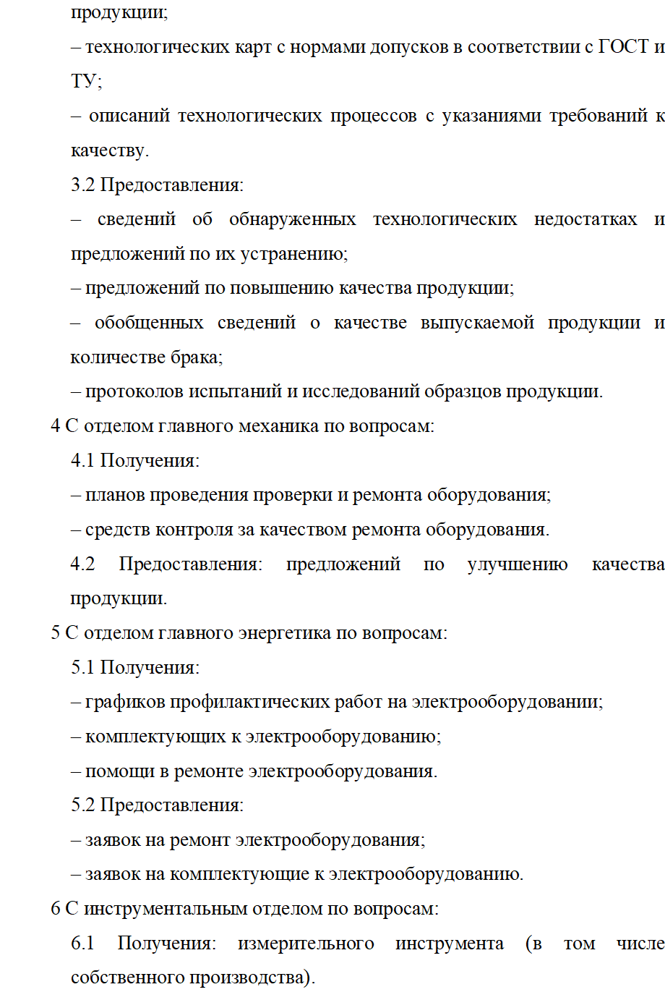 продукции;
– технологических карт с нормами допусков в соответствии с ГОСТ и
ТУ;
– описаний технологических процессов с указаниями требований к
качеству.
3.2 Предоставления:
– сведений об обнаруженных технологических недостатках и
предложений по их устранению;
– предложений по повышению качества продукции;
– обобщенных сведений о качестве выпускаемой продукции и
количестве брака;
– протоколов испытаний и исследований образцов продукции.
4 С отделом главного механика по вопросам:
4.1 Получения:
– планов проведения проверки и ремонта оборудования;
– средств контроля за качеством ремонта оборудования.
4.2 Предоставления: предложений по улучшению качества
продукции.
5 С отделом главного энергетика по вопросам:
5.1 Получения:
– графиков профилактических работ на электрооборудовании;
– комплектующих к электрооборудованию;
– помощи в ремонте электрооборудования.
5.2 Предоставления:
– заявок на ремонт электрооборудования;
– заявок на комплектующие к электрооборудованию.
6 С инструментальным отделом по вопросам:
6.1 Получения: измерительного инструмента (в том числе
собственного производства).